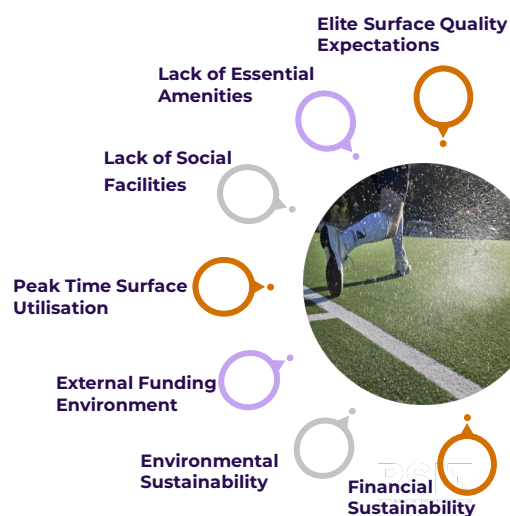 Elite Surface Quality
Expectations
Lack of Essential
Amenities
Lack of Social
Facilities
Peak Time Surface
Utilisation
External Funding
Environment
Environmental
Sustainability
Financial
Sustainability